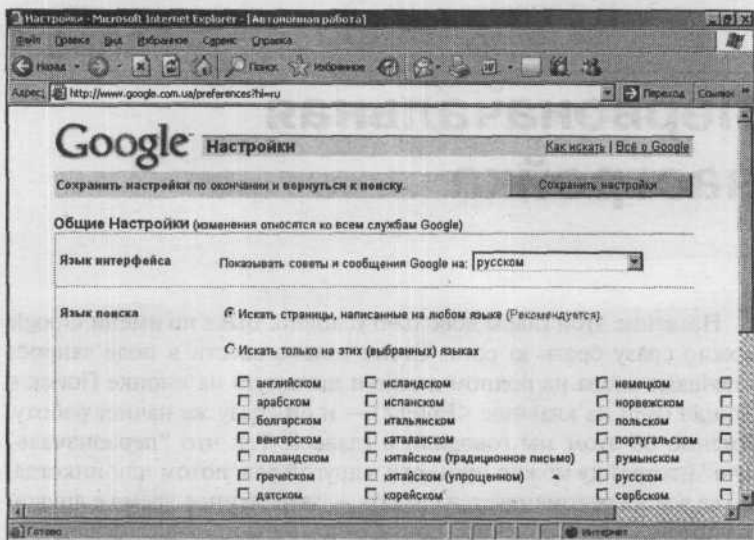 Настройки - Microsoft Internet Explorer - [Автономная работа]
Файл Правка Вид Избранное Сервис Справка
Назад Поиск Избранное
Адрес: http://www.google.com.ua/preferences?hl=ru Переход Ссылки
Google™ Настройки Как искать | Всё о Google
Сохранить настройки по окончании и вернуться к поиску. Сохранить настройки
Общие Настройки (изменения относятся ко всем службам Google)
Язык интерфейса Показывать советы и сообщения Google на: русском
Язык поиска Искать страницы, написанные на любом языке (Рекомендуется).
Искать только на этих (выбранных) языках
английском исландском немецком
арабском испанском норвежском
болгарском итальянском польском
венгерском каталанском португальском
голландском китайском (традиционное письмо) румынском
греческом китайском (упрощенном) русском
датском корейском сербском
Готово Интернет